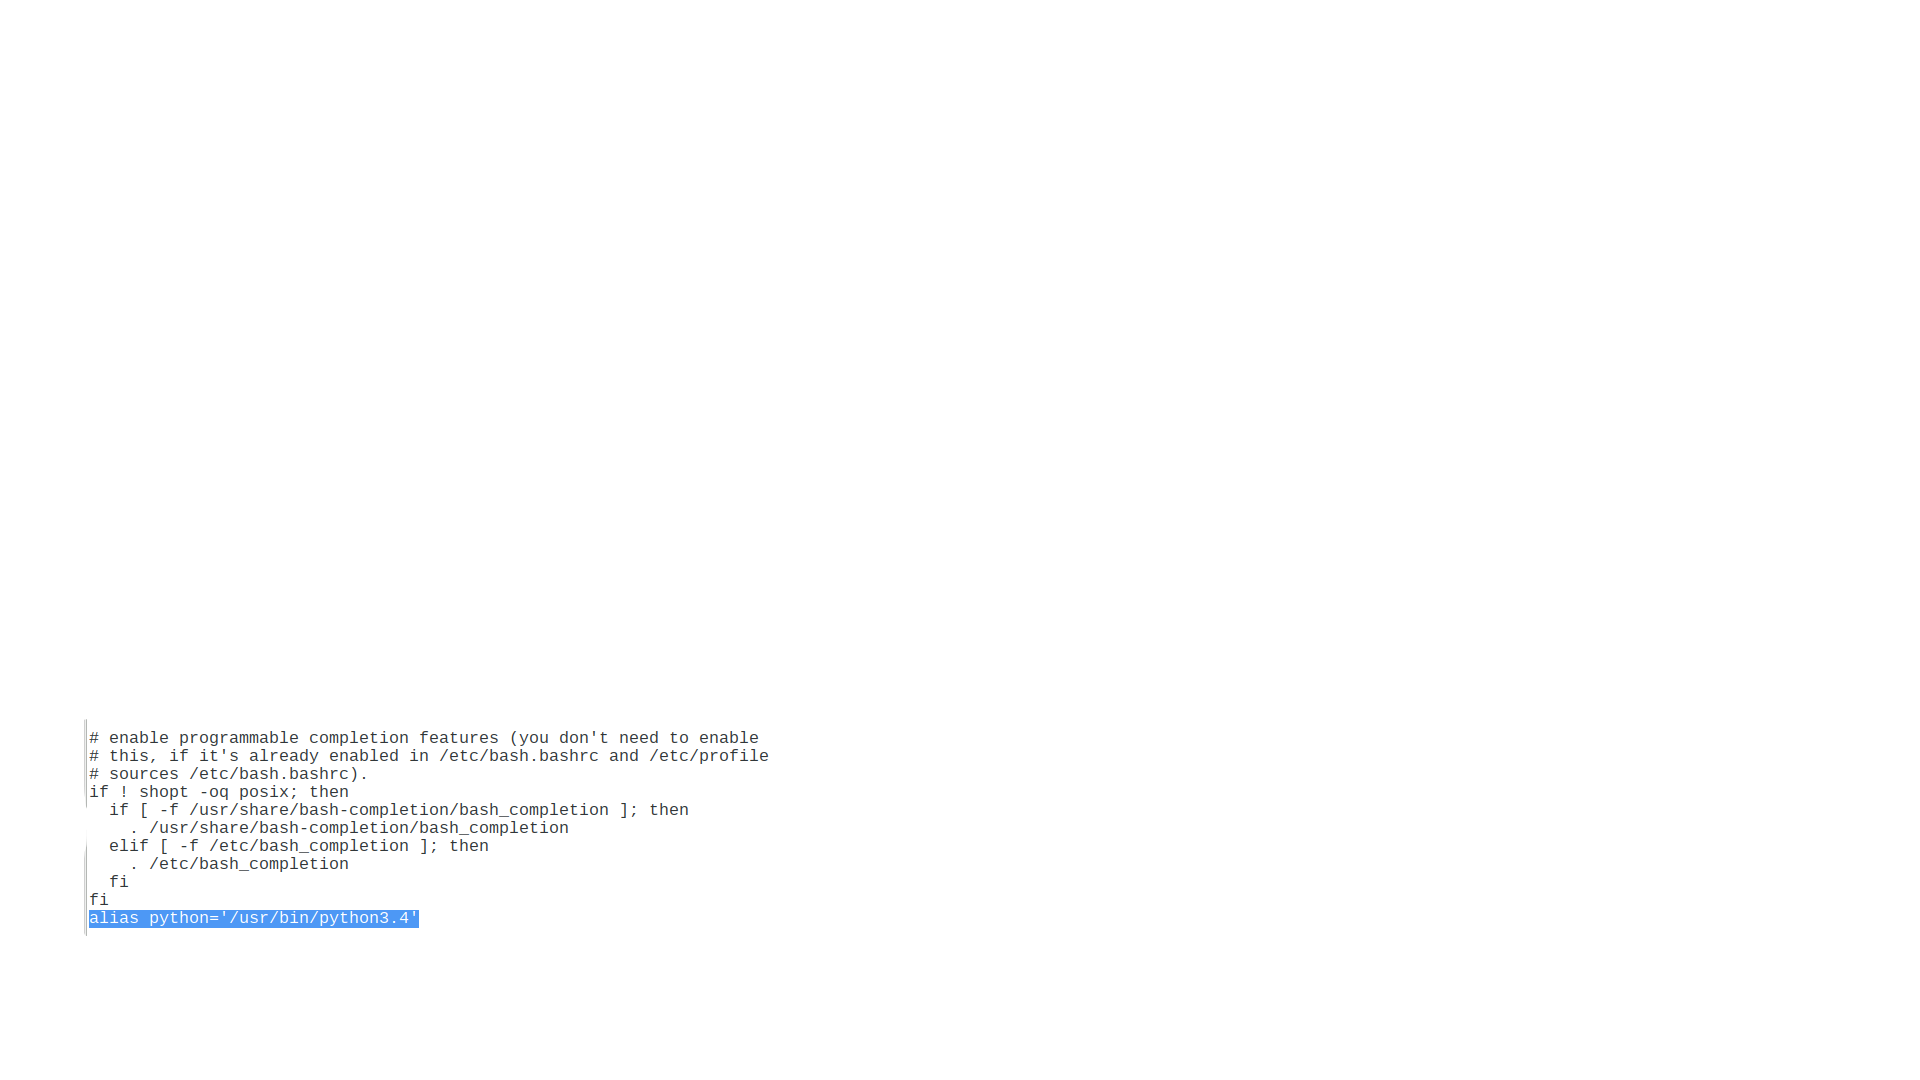 # enable programmable completion features (you don't need to enable
# this, if it's already enabled in /etc/bash.bashrc and /etc/profile
# sources /etc/bash.bashrc).
if ! shopt -oq posix; then
  if [ -f /usr/share/bash-completion/bash_completion ]; then
    . /usr/share/bash-completion/bash_completion
  elif [ -f /etc/bash_completion ]; then
    . /etc/bash_completion
  fi
fi
alias python='/usr/bin/python3.4'